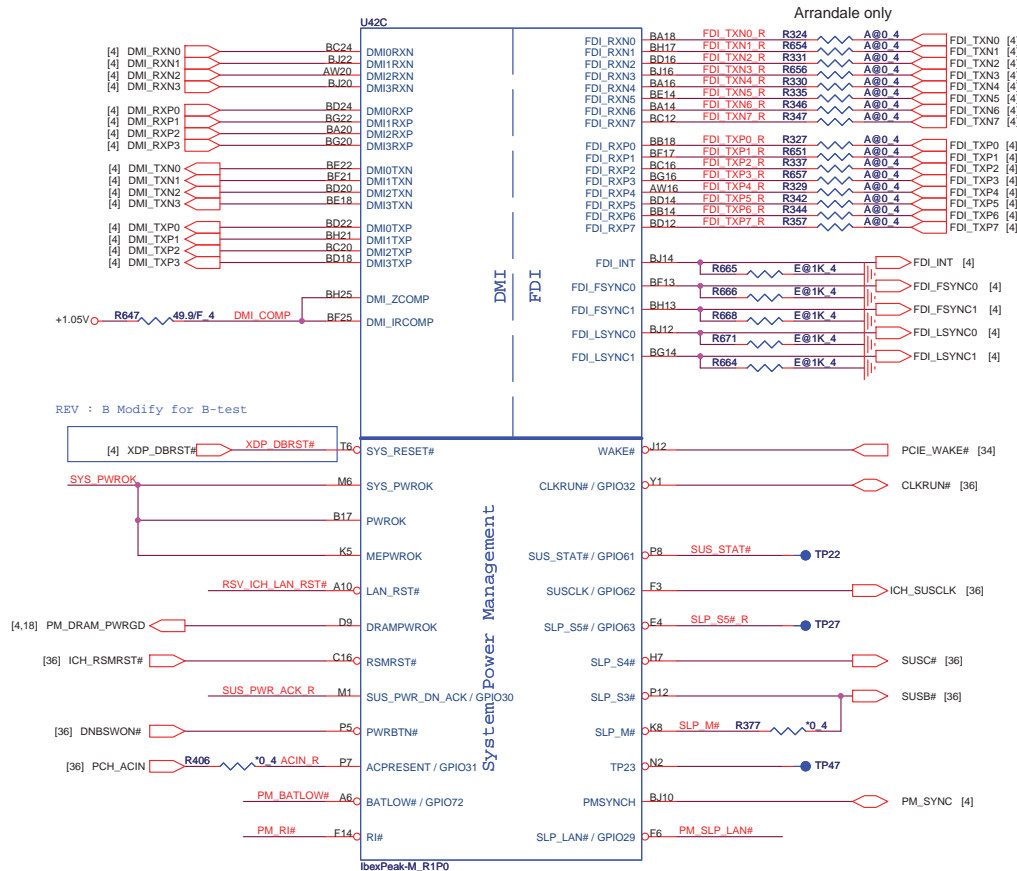 Arrandale only
U42C
[4] DMI_RXN0 BC24 DMI0RXN
[4] DMI_RXN1 BJ22 DMI1RXN
[4] DMI_RXN2 AW20 DMI2RXN
[4] DMI_RXN3 BJ20 DMI3RXN
[4] DMI_RXP0 BD24 DMI0RXP
[4] DMI_RXP1 BG22 DMI1RXP
[4] DMI_RXP2 BA20 DMI2RXP
[4] DMI_RXP3 BG20 DMI3RXP
[4] DMI_TXN0 BE22 DMI0TXN
[4] DMI_TXN1 BF21 DMI1TXN
[4] DMI_TXN2 BD20 DMI2TXN
[4] DMI_TXN3 BE18 DMI3TXN
[4] DMI_TXP0 BD22 DMI0TXP
[4] DMI_TXP1 BH21 DMI1TXP
[4] DMI_TXP2 BC20 DMI2TXP
[4] DMI_TXP3 BD18 DMI3TXP
BH25 DMI_ZCOMP
+1.05V R647 49.9/F_4 DMI_COMP BF25 DMI_IRCOMP
DMI
FDI
FDI_RXN0 BA18 FDI_TXN0_R R324 A@0_4 FDI_TXN0 [4]
FDI_RXN1 BH17 FDI_TXN1_R R654 A@0_4 FDI_TXN1 [4]
FDI_RXN2 BD16 FDI_TXN2_R R331 A@0_4 FDI_TXN2 [4]
FDI_RXN3 BJ16 FDI_TXN3_R R656 A@0_4 FDI_TXN3 [4]
FDI_RXN4 BA16 FDI_TXN4_R R330 A@0_4 FDI_TXN4 [4]
FDI_RXN5 BE14 FDI_TXN5_R R335 A@0_4 FDI_TXN5 [4]
FDI_RXN6 BA14 FDI_TXN6_R R346 A@0_4 FDI_TXN6 [4]
FDI_RXN7 BC12 FDI_TXN7_R R347 A@0_4 FDI_TXN7 [4]
FDI_RXP0 BB18 FDI_TXP0_R R327 A@0_4 FDI_TXP0 [4]
FDI_RXP1 BF17 FDI_TXP1_R R651 A@0_4 FDI_TXP1 [4]
FDI_RXP2 BC16 FDI_TXP2_R R337 A@0_4 FDI_TXP2 [4]
FDI_RXP3 BG16 FDI_TXP3_R R657 A@0_4 FDI_TXP3 [4]
FDI_RXP4 AW16 FDI_TXP4_R R329 A@0_4 FDI_TXP4 [4]
FDI_RXP5 BD14 FDI_TXP5_R R342 A@0_4 FDI_TXP5 [4]
FDI_RXP6 BB14 FDI_TXP6_R R344 A@0_4 FDI_TXP6 [4]
FDI_RXP7 BD12 FDI_TXP7_R R357 A@0_4 FDI_TXP7 [4]
FDI_INT BJ14 FDI_INT [4]
R665 E@1K_4
FDI_FSYNC0 BF13 FDI_FSYNC0 [4]
R666 E@1K_4
FDI_FSYNC1 BH13 FDI_FSYNC1 [4]
R668 E@1K_4
FDI_LSYNC0 BJ12 FDI_LSYNC0 [4]
R671 E@1K_4
FDI_LSYNC1 BG14 FDI_LSYNC1 [4]
R664 E@1K_4
REV : B Modify for B-test
[4] XDP_DBRST# XDP_DBRST# T6 SYS_RESET#
SYS_PWROK M6 SYS_PWROK
B17 PWROK
K5 MEPWROK
RSV_ICH_LAN_RST# A10 LAN_RST#
[4,18] PM_DRAM_PWRGD D9 DRAMPWROK
[36] ICH_RSMRST# C16 RSMRST#
SUS_PWR_ACK_R M1 SUS_PWR_DN_ACK / GPIO30
[36] DNBSWON# P5 PWRBTN#
[36] PCH_ACIN R406 *0_4 ACIN_R P7 ACPRESENT / GPIO31
PM_BATLOW# A6 BATLOW# / GPIO72
PM_RI# F14 RI#
System Power Management
WAKE# J12 PCIE_WAKE# [34]
CLKRUN# / GPIO32 Y1 CLKRUN# [36]
SUS_STAT# / GPIO61 P8 SUS_STAT# TP22
SUSCLK / GPIO62 F3 ICH_SUSCLK [36]
SLP_S5# / GPIO63 E4 SLP_S5#_R TP27
SLP_S4# H7 SUSC# [36]
SLP_S3# P12 SUSB# [36]
SLP_M# K8 SLP_M# R377 *0_4
TP23 N2 TP47
PMSYNCH BJ10 PM_SYNC [4]
SLP_LAN# / GPIO29 F6 PM_SLP_LAN#
IbexPeak-M_R1P0